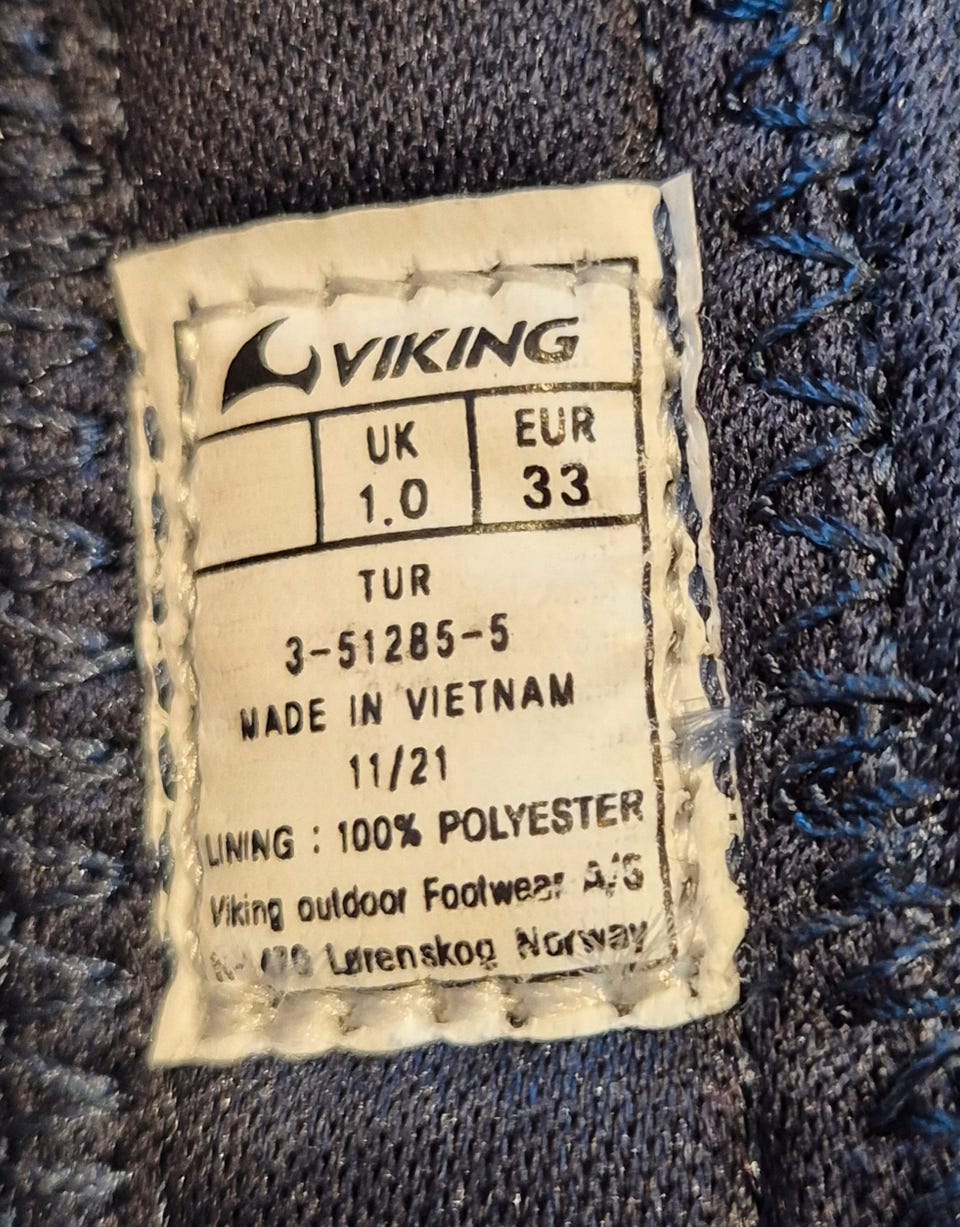 VIKING
UK EUR
1.0 33
TUR
3-51285-5
MADE IN VIETNAM
11/21
LINING : 100% POLYESTER
Viking outdoor Footwear A/S
Lørenskog Norway